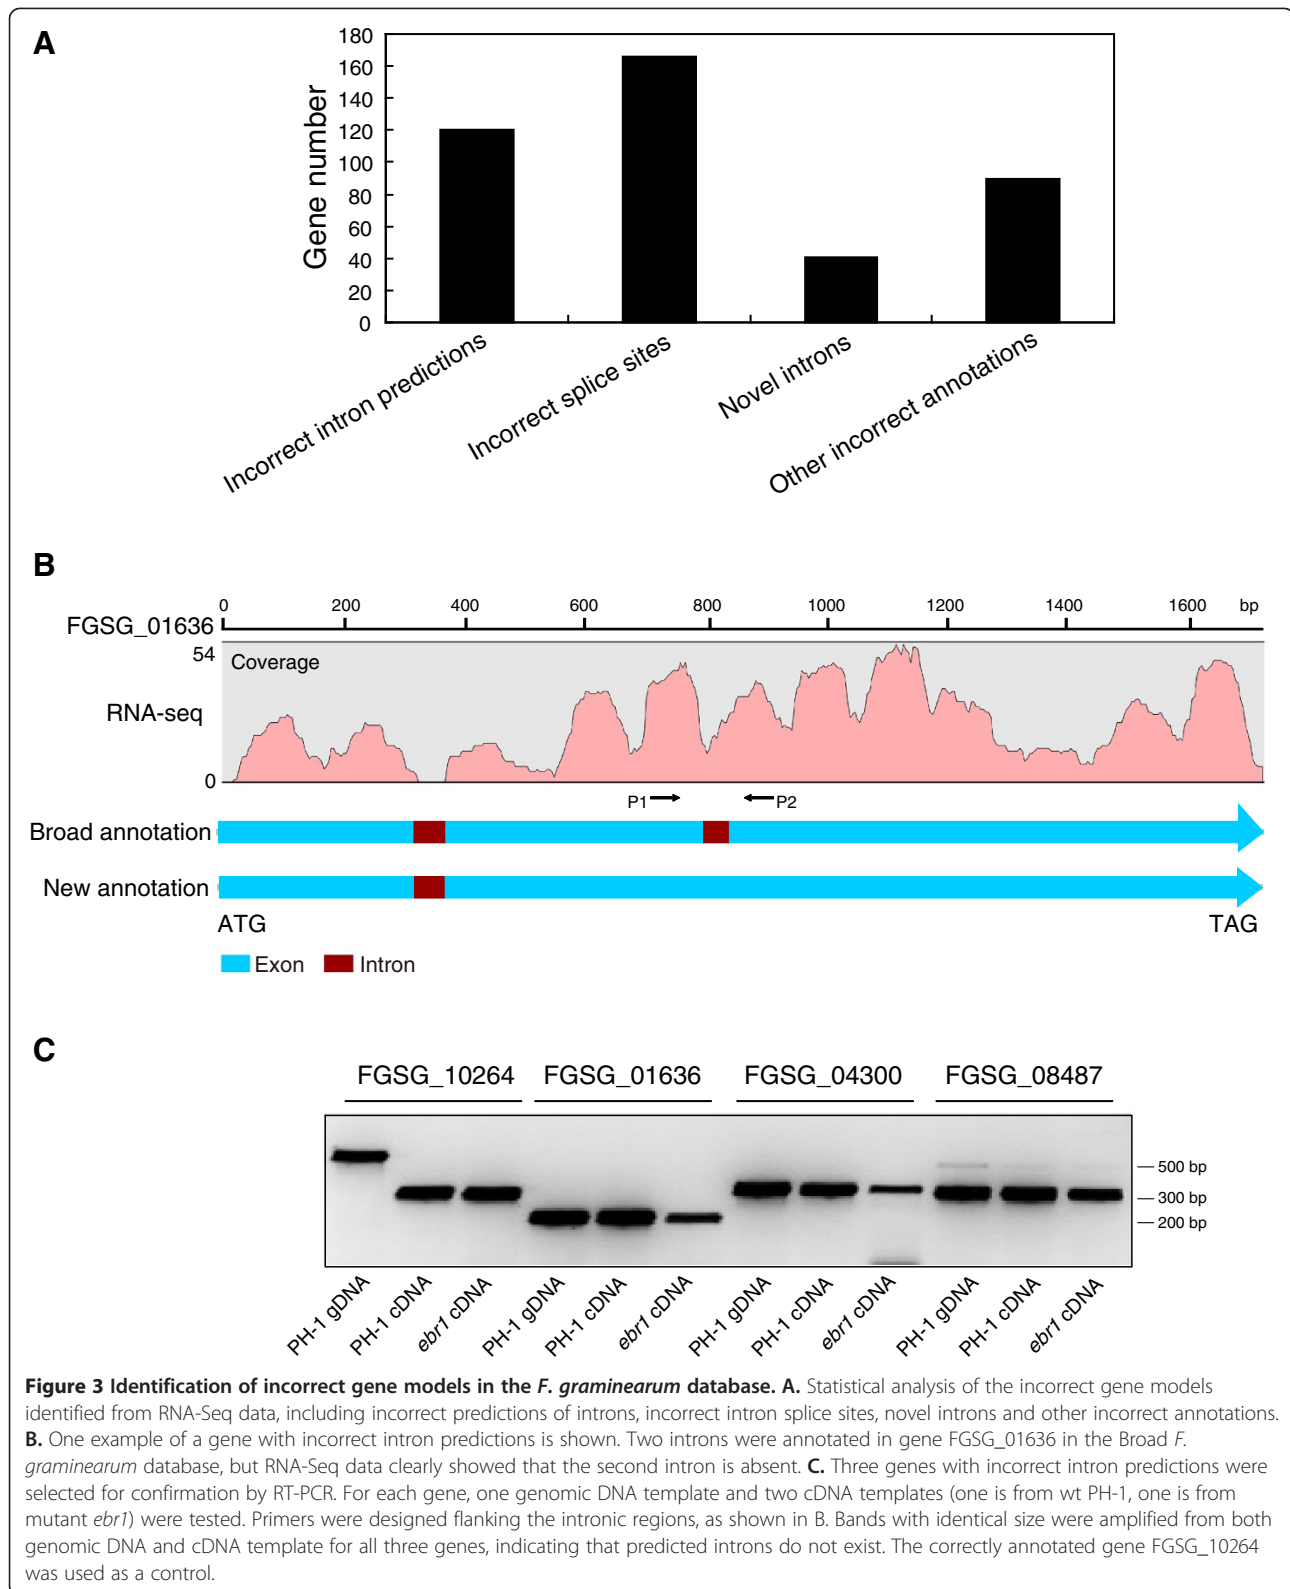 A
Gene number
180
160
140
120
100
80
60
40
20
0
Incorrect intron predictions
Incorrect splice sites
Novel introns
Other incorrect annotations
B
0 200 400 600 800 1000 1200 1400 1600 bp
FGSG_01636
54
Coverage
RNA-seq
0
P1 P2
Broad annotation
New annotation
ATG TAG
Exon Intron
C
FGSG_10264 FGSG_01636 FGSG_04300 FGSG_08487
500 bp
300 bp
200 bp
PH-1 gDNA PH-1 cDNA ebr1 cDNA PH-1 gDNA PH-1 cDNA ebr1 cDNA PH-1 gDNA PH-1 cDNA ebr1 cDNA PH-1 gDNA PH-1 cDNA ebr1 cDNA
Figure 3 Identification of incorrect gene models in the F. graminearum database. A. Statistical analysis of the incorrect gene models
identified from RNA-Seq data, including incorrect predictions of introns, incorrect intron splice sites, novel introns and other incorrect annotations.
B. One example of a gene with incorrect intron predictions is shown. Two introns were annotated in gene FGSG_01636 in the Broad F.
graminearum database, but RNA-Seq data clearly showed that the second intron is absent. C. Three genes with incorrect intron predictions were
selected for confirmation by RT-PCR. For each gene, one genomic DNA template and two cDNA templates (one is from wt PH-1, one is from
mutant ebr1) were tested. Primers were designed flanking the intronic regions, as shown in B. Bands with identical size were amplified from both
genomic DNA and cDNA template for all three genes, indicating that predicted introns do not exist. The correctly annotated gene FGSG_10264
was used as a control.